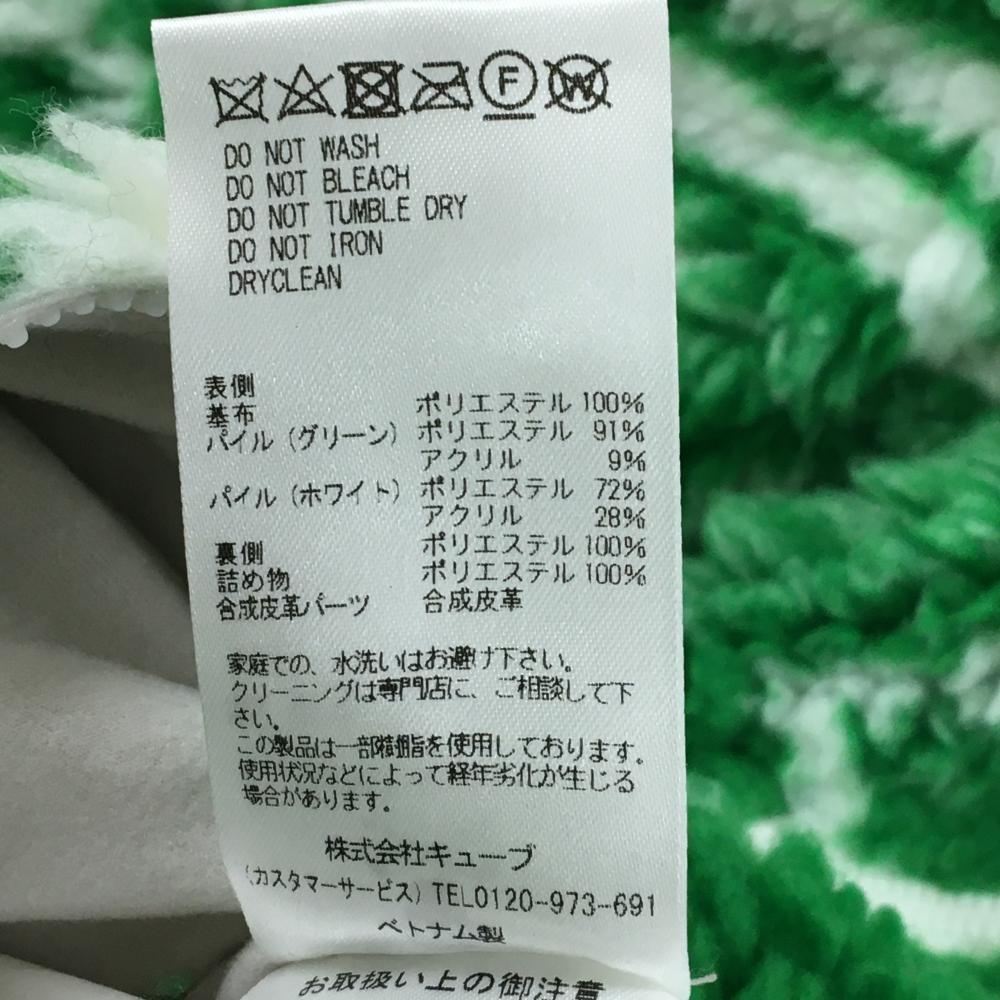 F W
DO NOT WASH
DO NOT BLEACH
DO NOT TUMBLE DRY
DO NOT IRON
DRYCLEAN
表側
基布 ポリエステル 100%
パイル（グリーン） ポリエステル 91%
アクリル 9%
パイル（ホワイト） ポリエステル 72%
アクリル 28%
裏側 ポリエステル 100%
詰め物 ポリエステル 100%
合成皮革パーツ 合成皮革
家庭での、水洗いはお避け下さい。
クリーニングは専門店に、ご相談して下
さい。
この製品は一部樹脂を使用しております。
使用状況などによって経年劣化が生じる
場合があります。
株式会社キューブ
（カスタマーサービス）TEL0120-973-691
ベトナム製
お取扱い上の御注意